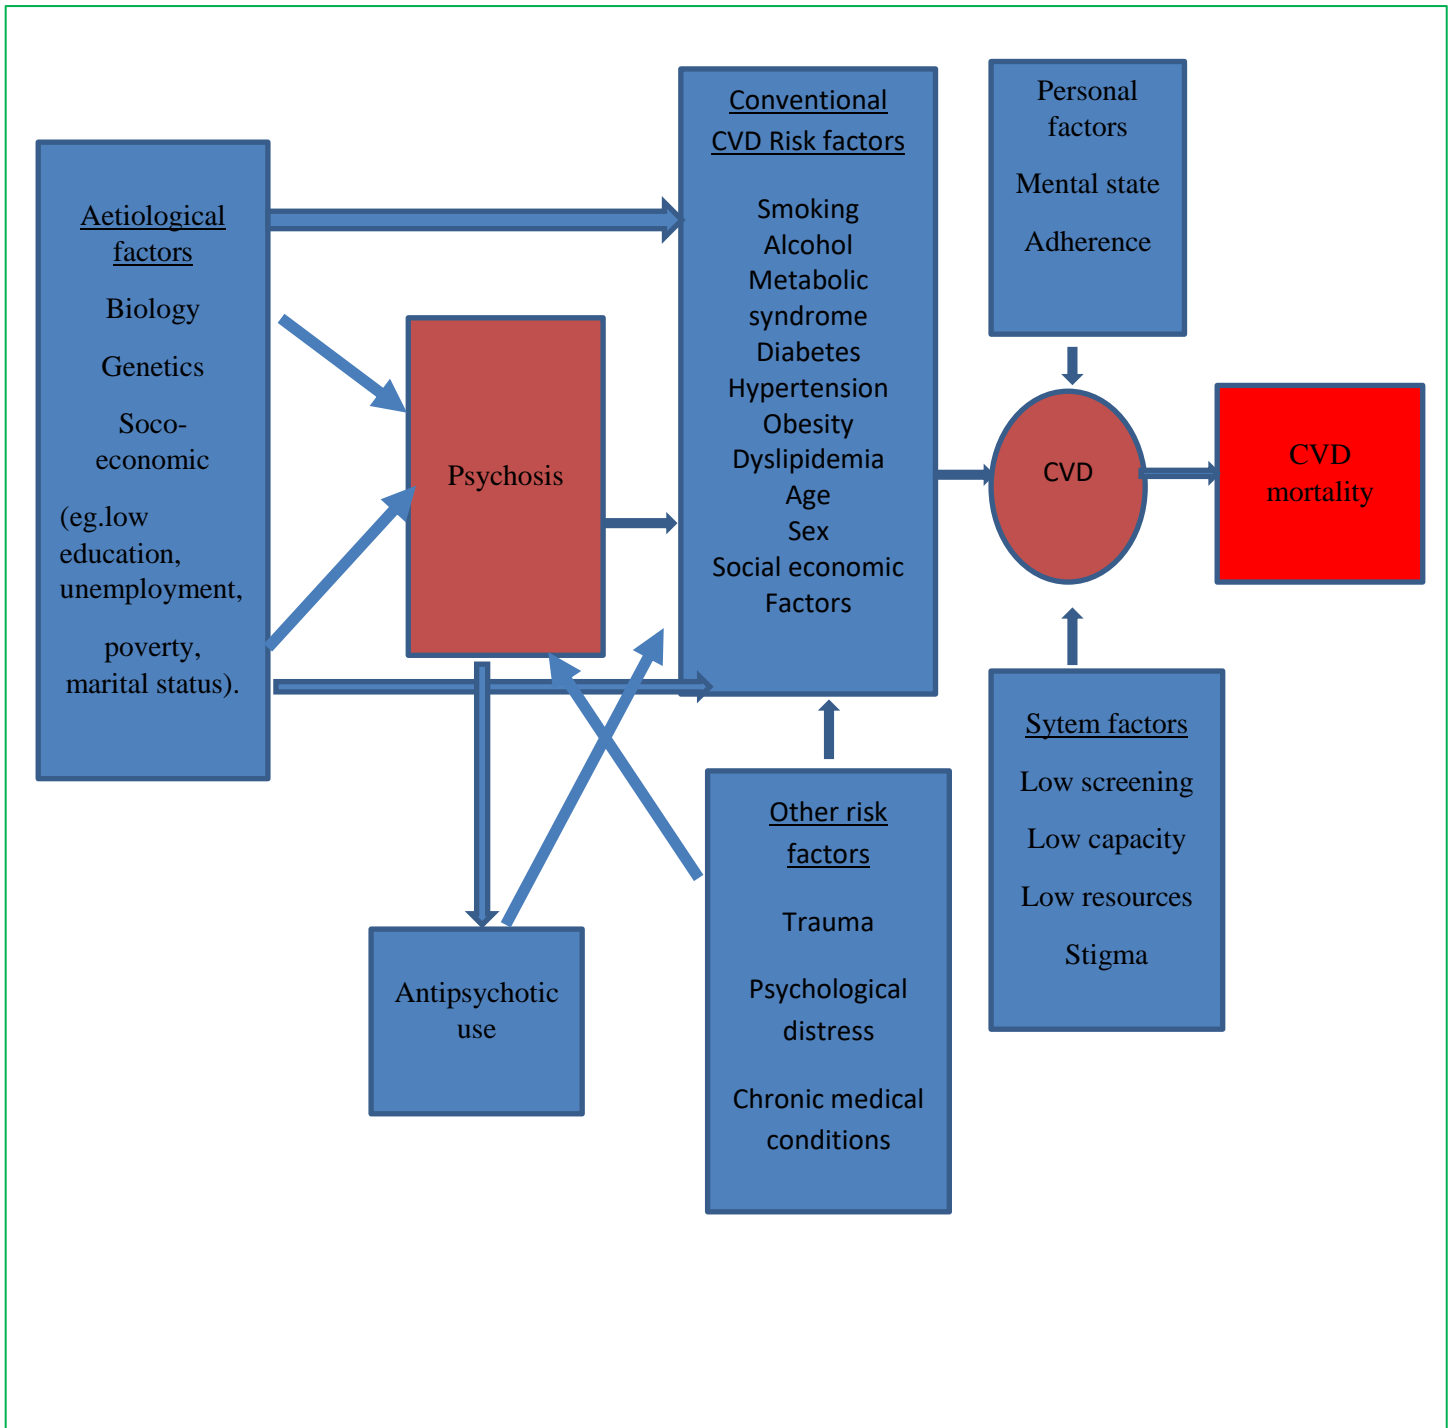 Aetiological
factors
Biology
Genetics
Soco-
economic
(eg.low
education,
unemployment,
poverty,
marital status).
Psychosis
Antipsychotic
use
Conventional
CVD Risk factors
Smoking
Alcohol
Metabolic
syndrome
Diabetes
Hypertension
Obesity
Dyslipidemia
Age
Sex
Social economic
Factors
Other risk
factors
Trauma
Psychological
distress
Chronic medical
conditions
Personal
factors
Mental state
Adherence
CVD
Sytem factors
Low screening
Low capacity
Low resources
Stigma
CVD
mortality